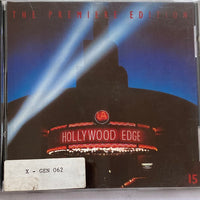 THE PREMIERE EDITION
HOLLYWOOD EDGE
X - GEN 062
15